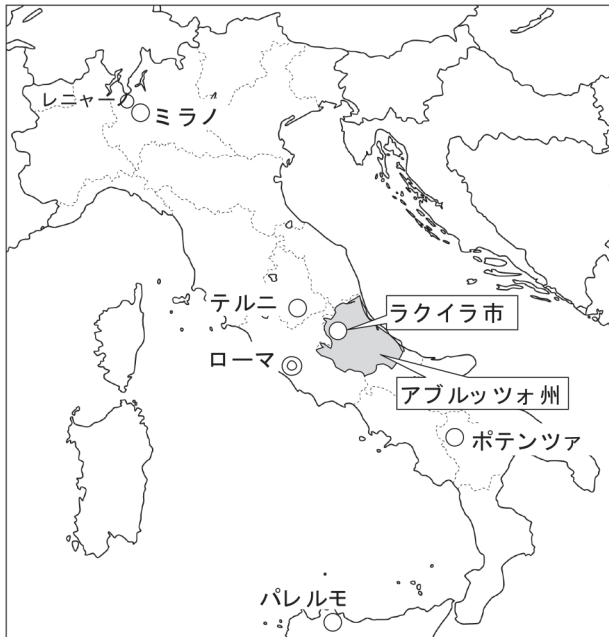 レニャーノ
ミラノ
テルニ
ラクイラ市
ローマ
アブルッツォ州
ポテンツァ
パレルモ